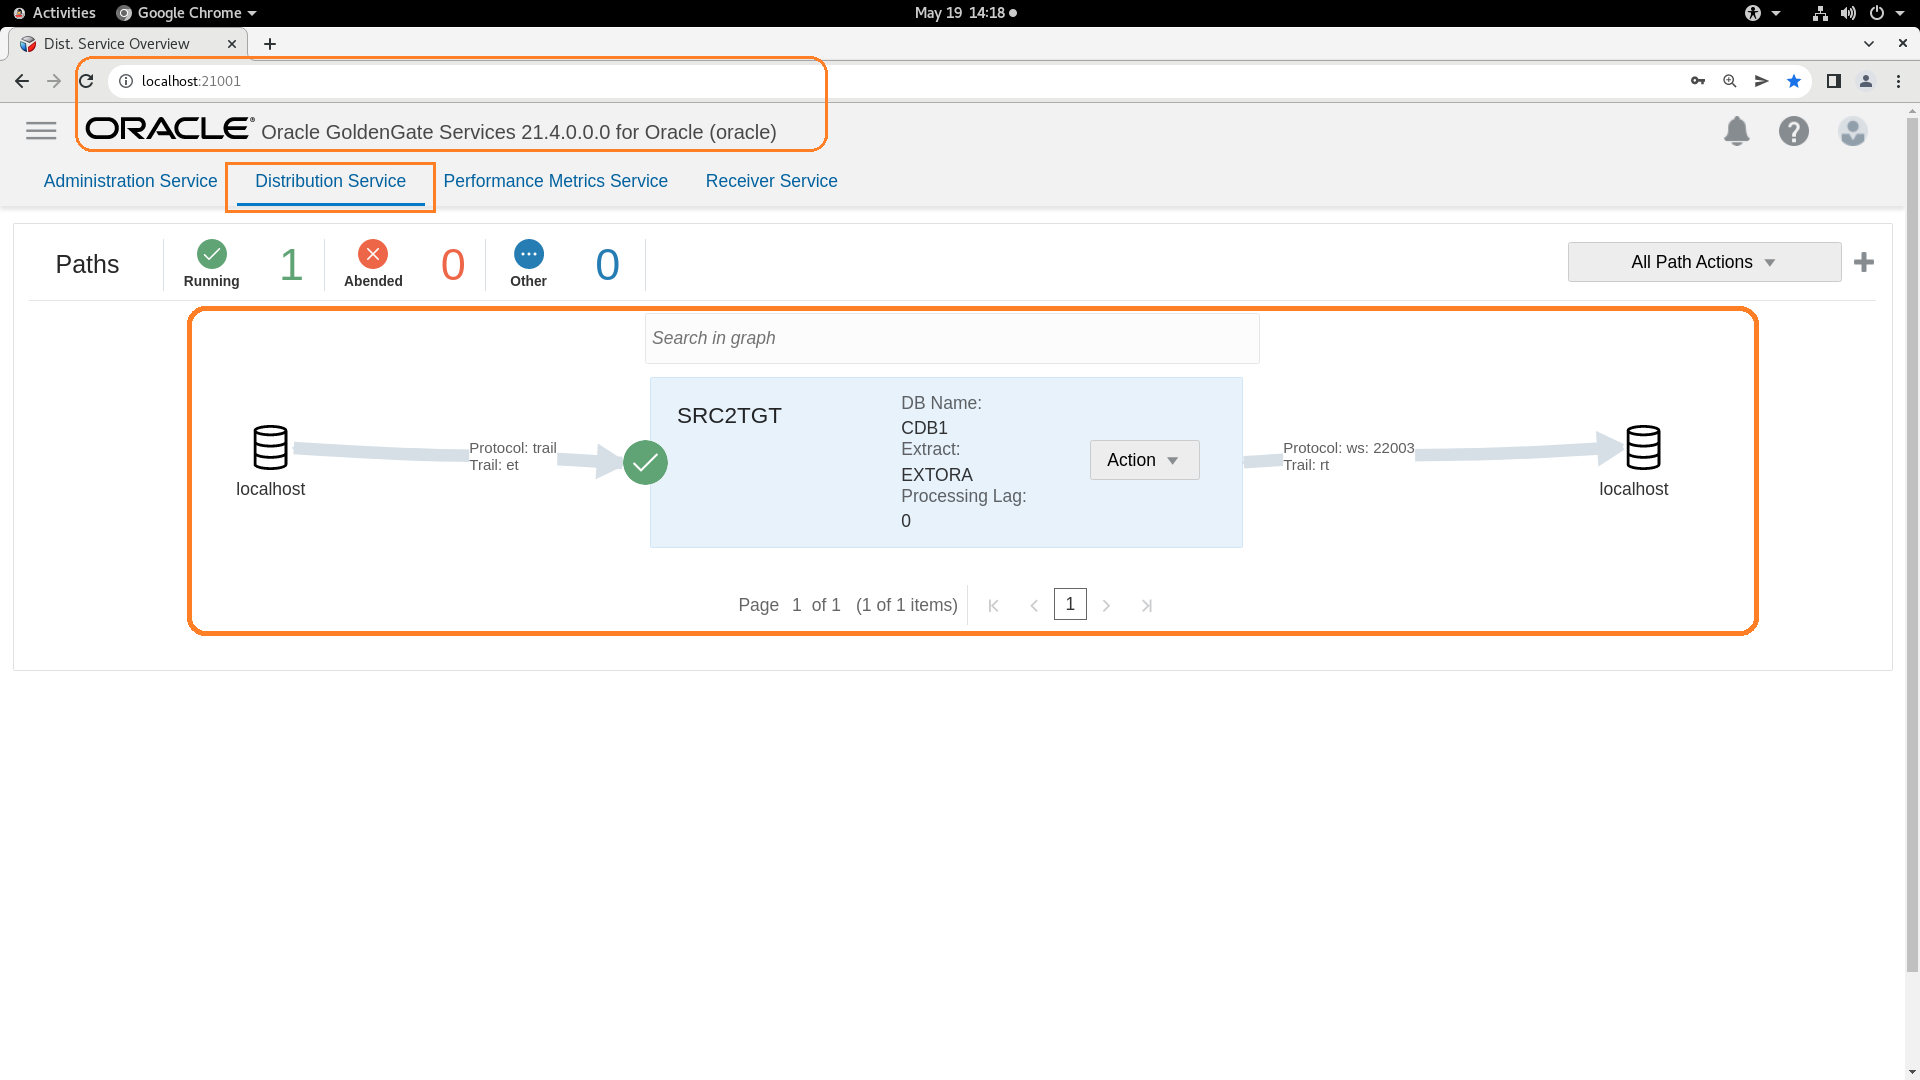 Activities Google Chrome May 19 14:18
Dist. Service Overview
localhost:21001
ORACLE Oracle GoldenGate Services 21.4.0.0.0 for Oracle (oracle)
Administration Service Distribution Service Performance Metrics Service Receiver Service
Paths Running 1 Abended 0 Other 0 All Path Actions
Search in graph
SRC2TGT
DB Name:
CDB1
Extract:
EXTORA
Processing Lag:
0
Action
Protocol: trail
Trail: et
localhost
Protocol: ws: 22003
Trail: rt
localhost
Page 1 of 1 (1 of 1 items) 1